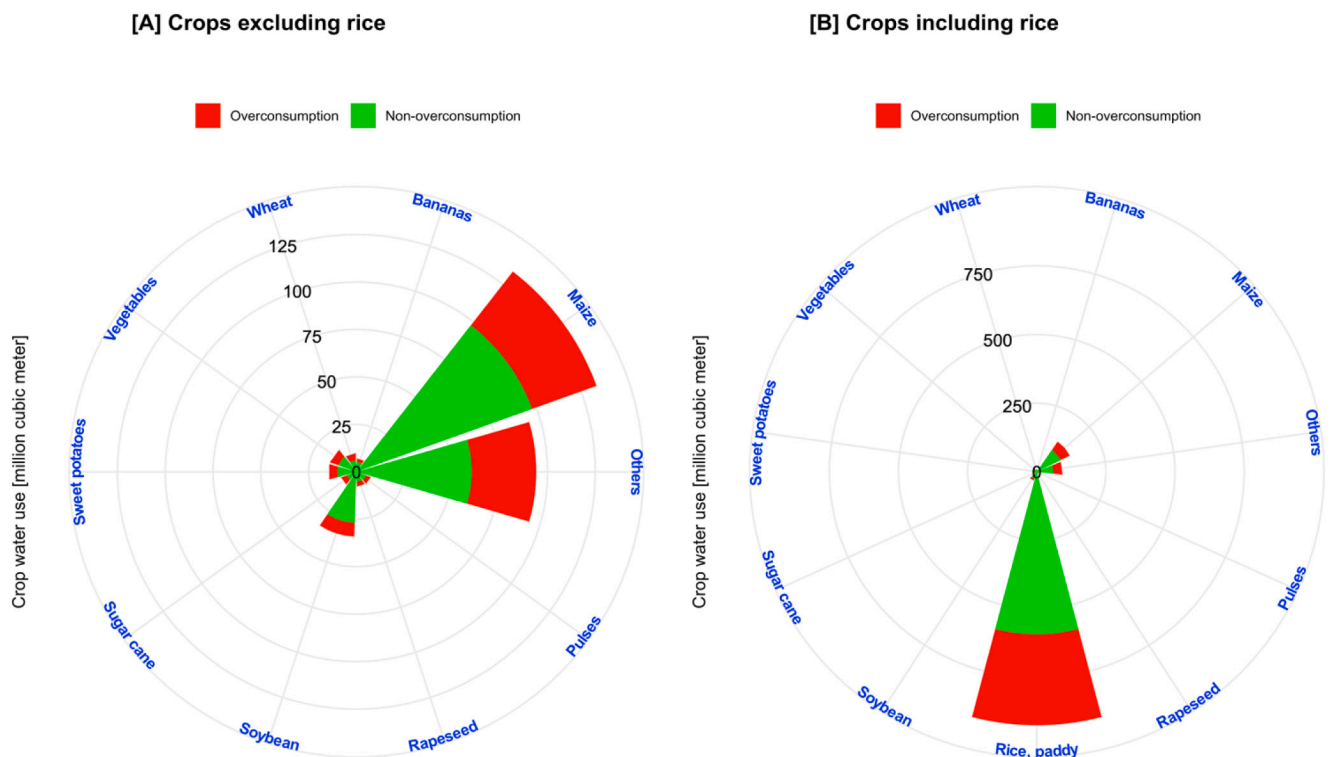 [A] Crops excluding rice
Overconsumption
Non-overconsumption
Crop water use [million cubic meter]
Wheat
Bananas
125
Vegetables
Maize
100
75
50
25
0
Sweet potatoes
Others
Sugar cane
Pulses
Soybean
Rapeseed
[B] Crops including rice
Overconsumption
Non-overconsumption
Crop water use [million cubic meter]
Wheat
Bananas
750
Vegetables
Maize
500
250
0
Sweet potatoes
Others
Sugar cane
Pulses
Soybean
Rapeseed
Rice, paddy